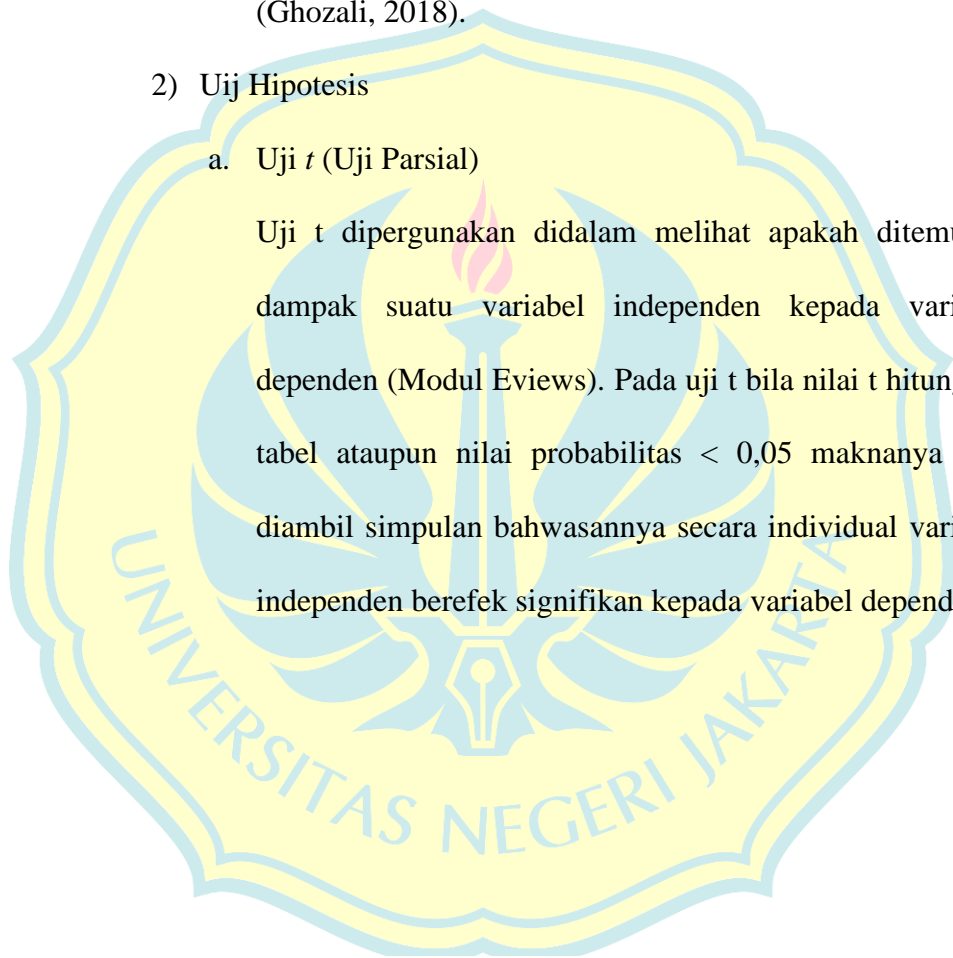 (Ghozali, 2018).
2) Uij Hipotesis
a. Uji t (Uji Parsial)
Uji t dipergunakan didalam melihat apakah ditemu
dampak suatu variabel independen kepada vari
dependen (Modul Eviews). Pada uji t bila nilai t hitung
tabel ataupun nilai probabilitas < 0,05 maknanya
diambil simpulan bahwasannya secara individual vari
independen berefek signifikan kepada variabel depend
UNIVERSITAS NEGERI JAKARTA